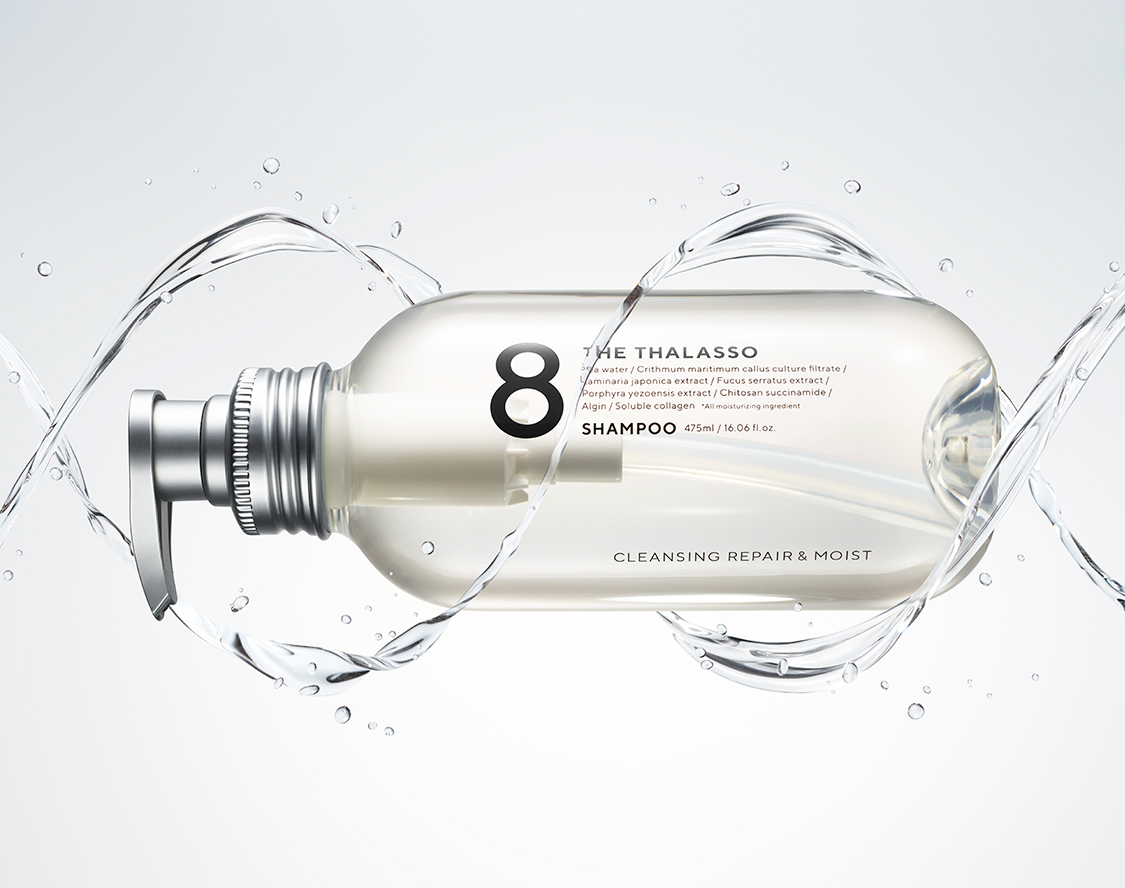 8
THE THALASSO
Sea water / Crithmum maritimum callus culture filtrate /
Laminaria japonica extract / Fucus serratus extract /
Porphyra yezoensis extract / Chitosan succinamide /
Algin / Soluble collagen *All moisturizing ingredient
SHAMPOO 475ml / 16.06 fl.oz.
CLEANSING REPAIR & MOIST